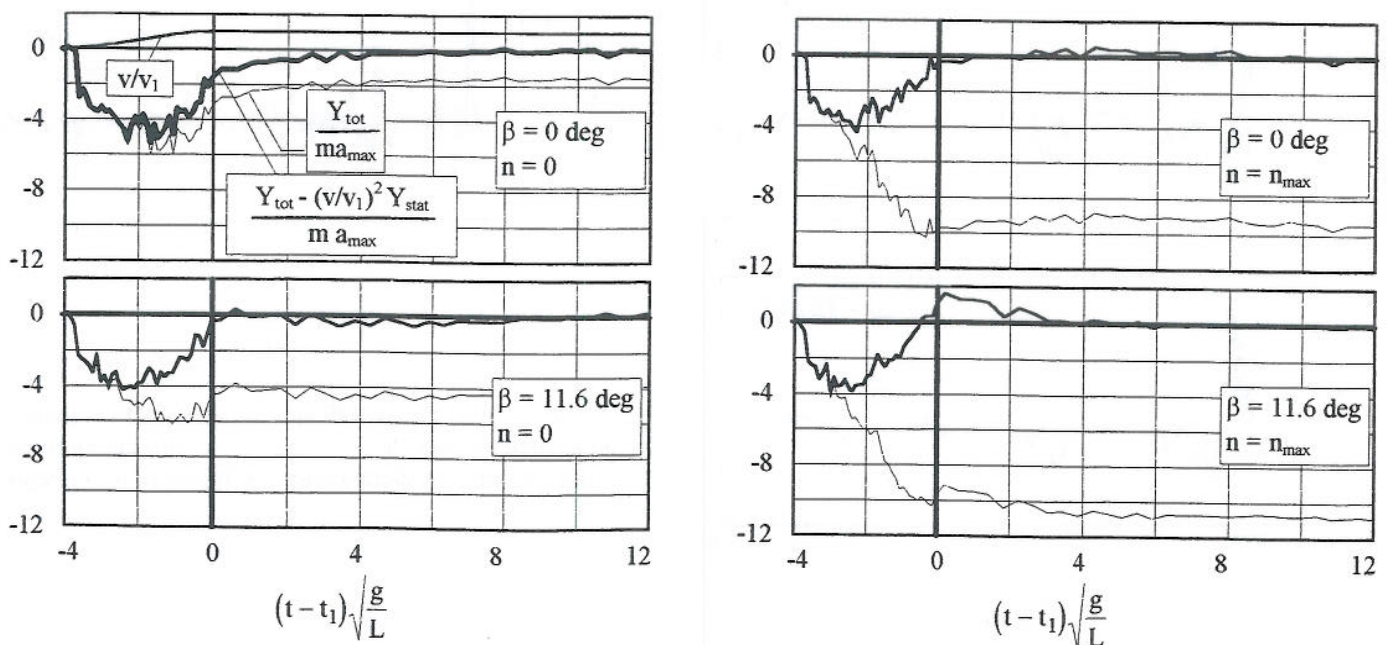 0
-4
-8
-12
v/v₁
Y_tot
ma_max
Y_tot - (v/v₁)² Y_stat
m a_max
β = 0 deg
n = 0
0
-4
-8
-12
β = 11.6 deg
n = 0
-4 0 4 8 12
(t – t₁)√g/L
0
-4
-8
-12
β = 0 deg
n = n_max
0
-4
-8
-12
β = 11.6 deg
n = n_max
-4 0 4 8 12
(t – t₁)√g/L